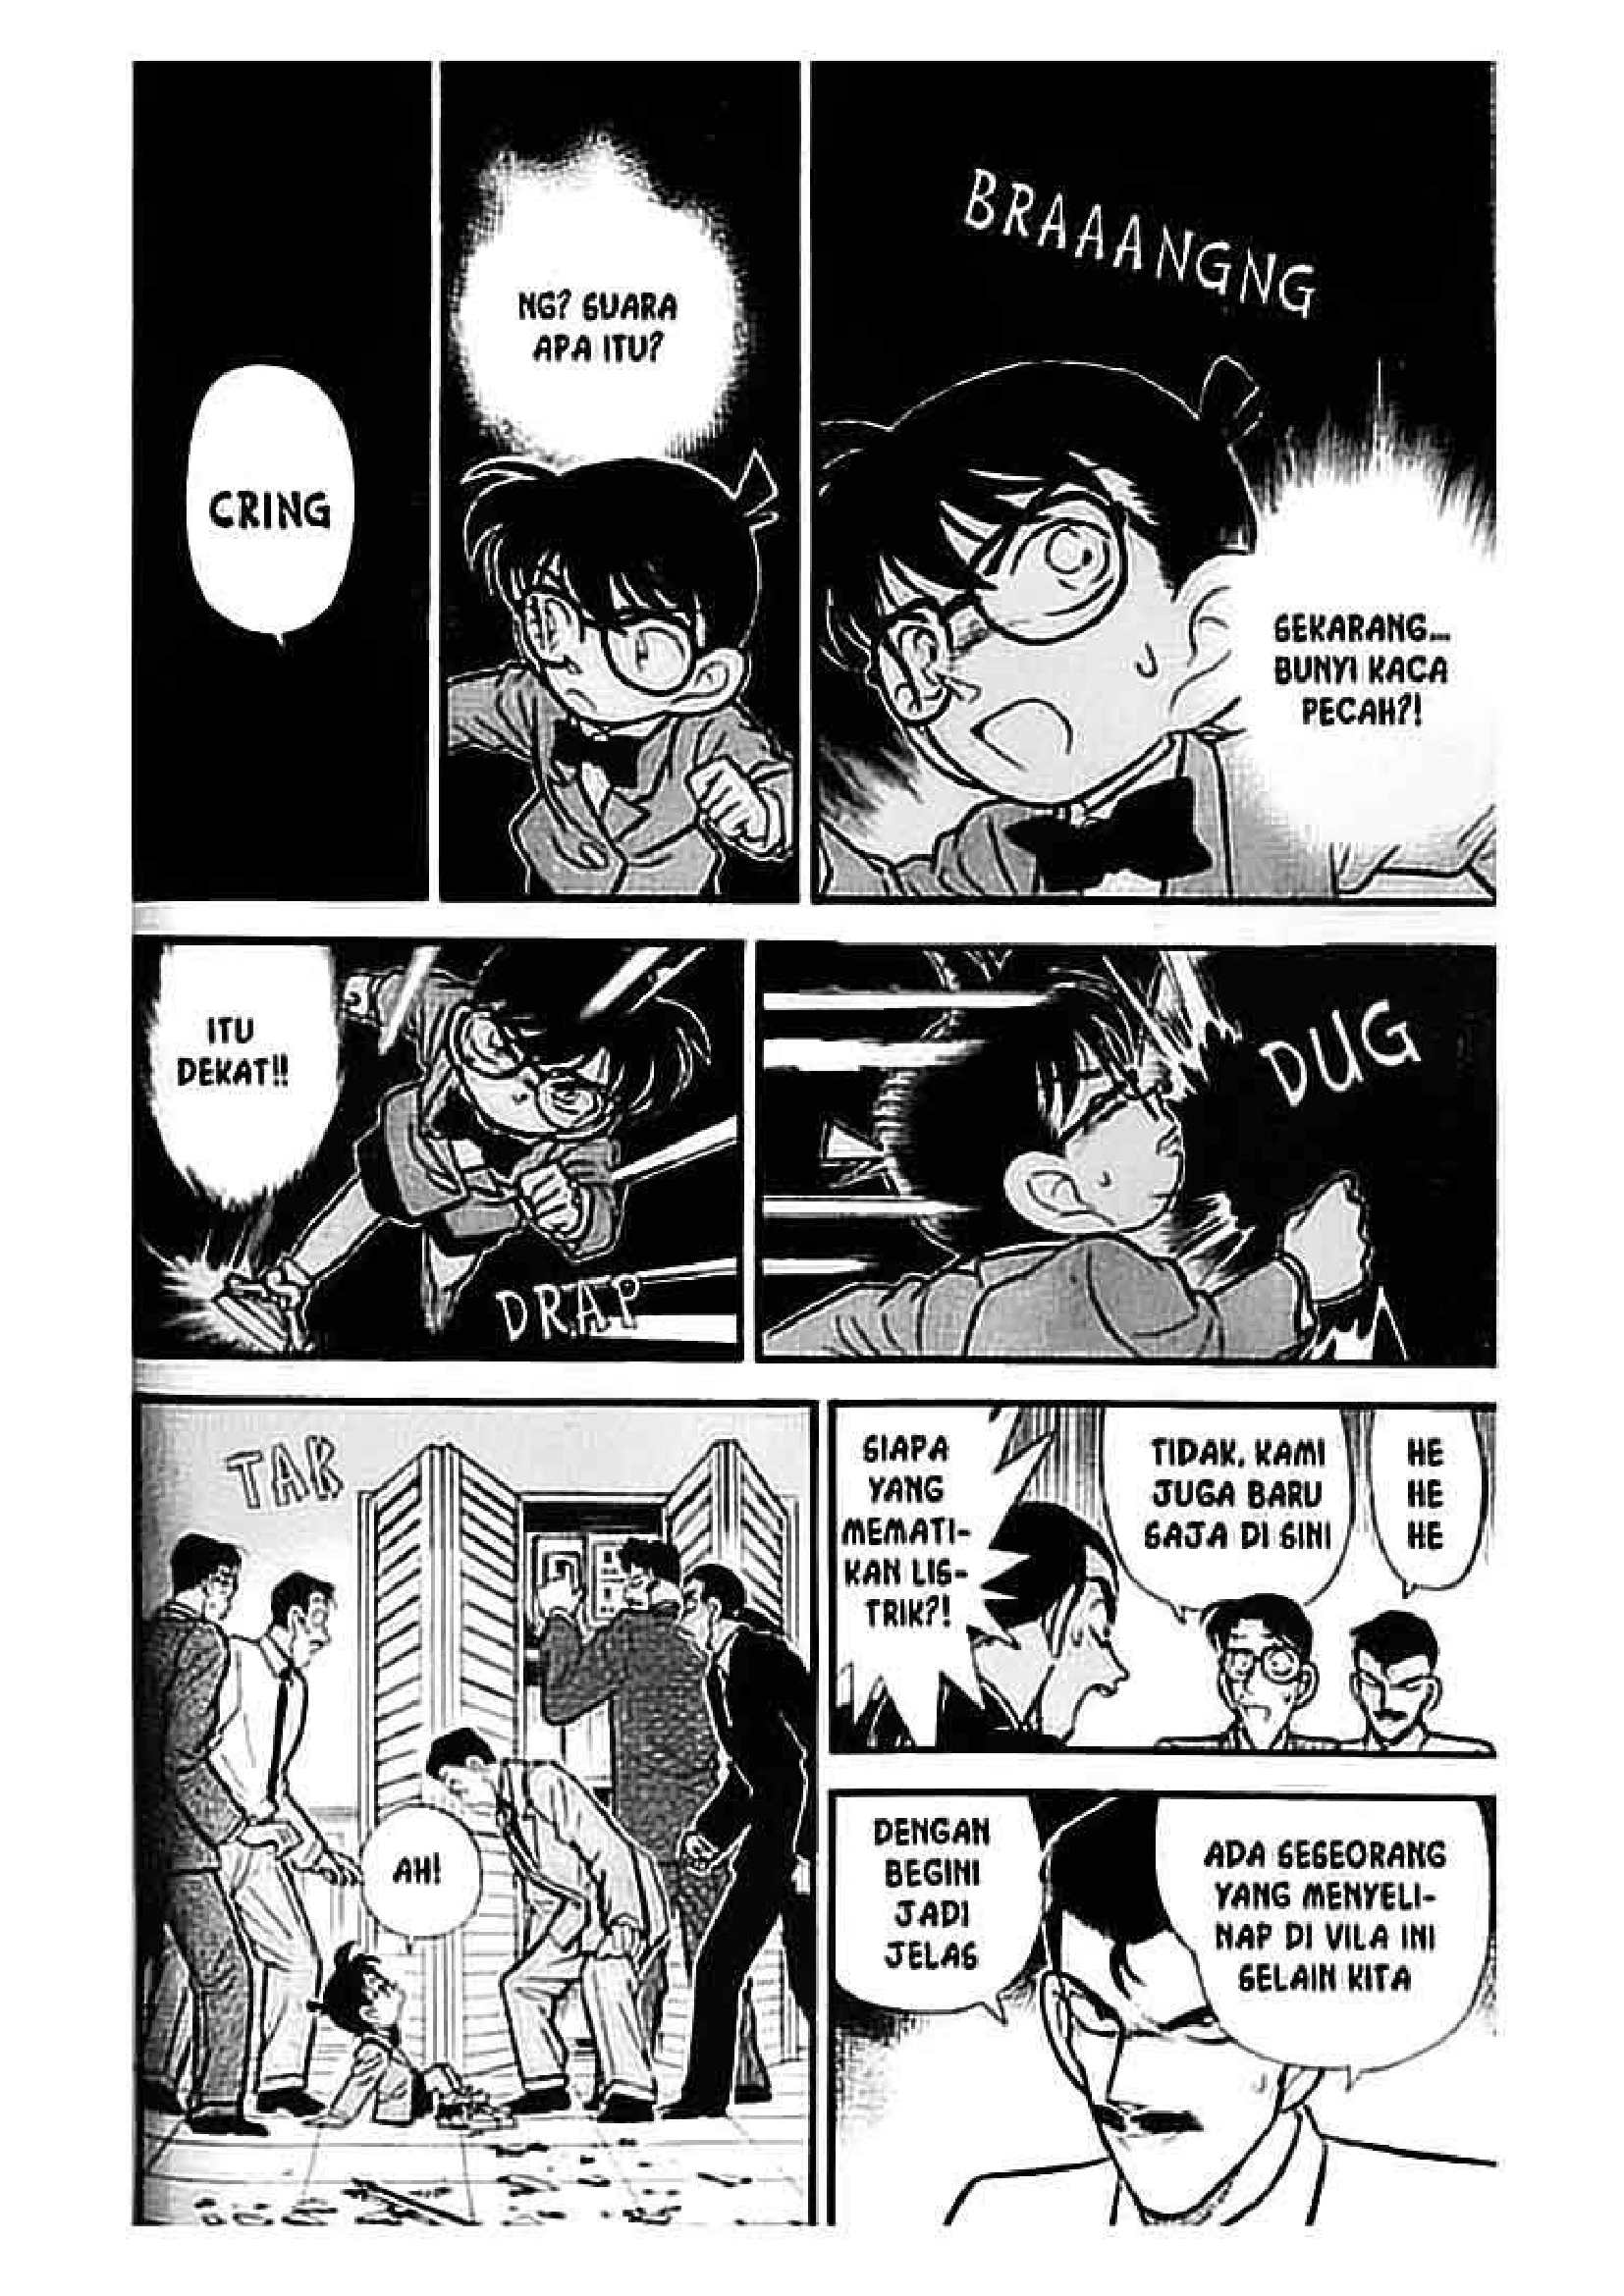 CRING
NG? SUARA
APA ITU?
BRAAANGNG
SEKARANG...
BUNYI KACA
PECAH?!
ITU
DEKAT!!
DRAP
DUG
TAK
AH!
SIAPA
YANG
MEMATI-
KAN LIS-
TRIK?!
TIDAK, KAMI
JUGA BARU
SAJA DI SINI
HE
HE
HE
DENGAN
BEGINI
JADI
JELAS
ADA SESEORANG
YANG MENYELI-
NAP DI VILA INI
SELAIN KITA